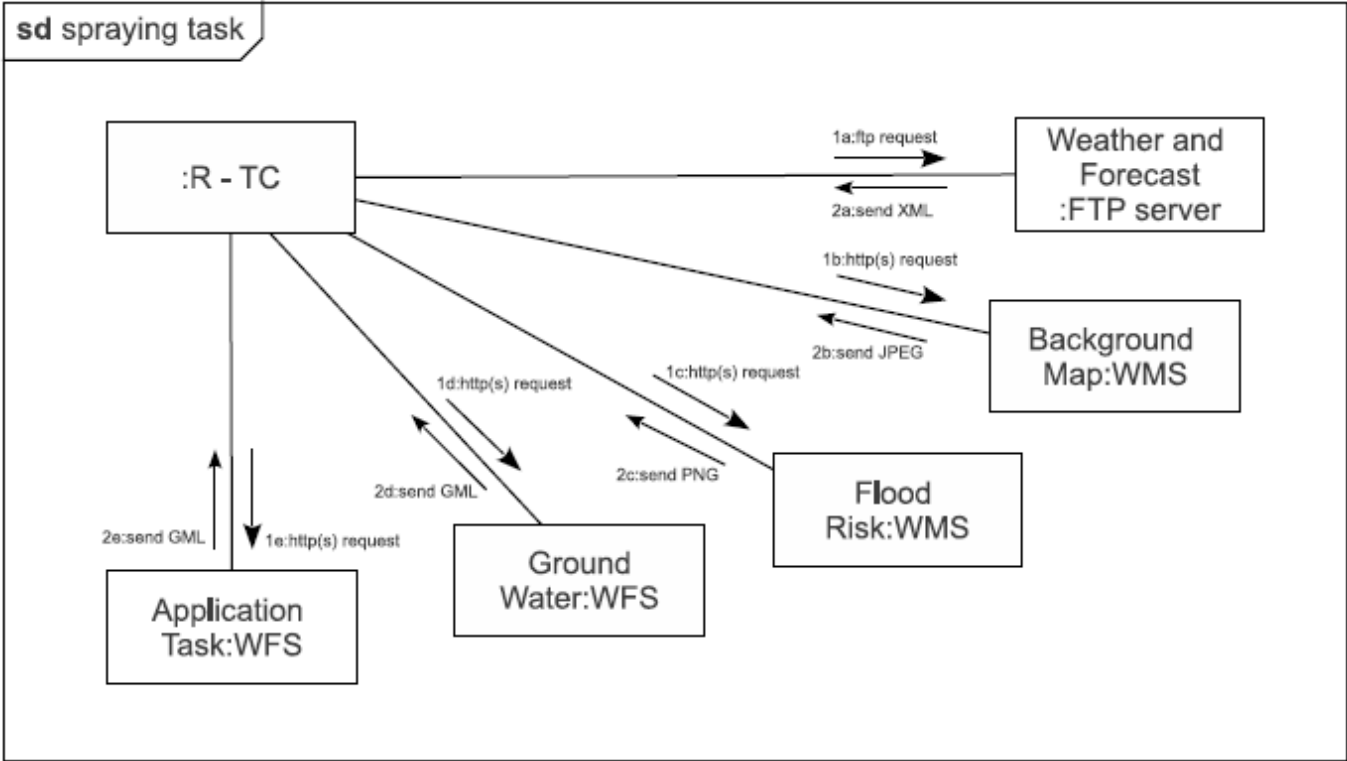 sd spraying task
:R - TC
1a:ftp request
2a:send XML
Weather and
Forecast
:FTP server
1b:http(s) request
2b:send JPEG
Background
Map:WMS
1c:http(s) request
2c:send PNG
Flood
Risk:WMS
1d:http(s) request
2d:send GML
Ground
Water:WFS
2e:send GML
1e:http(s) request
Application
Task:WFS